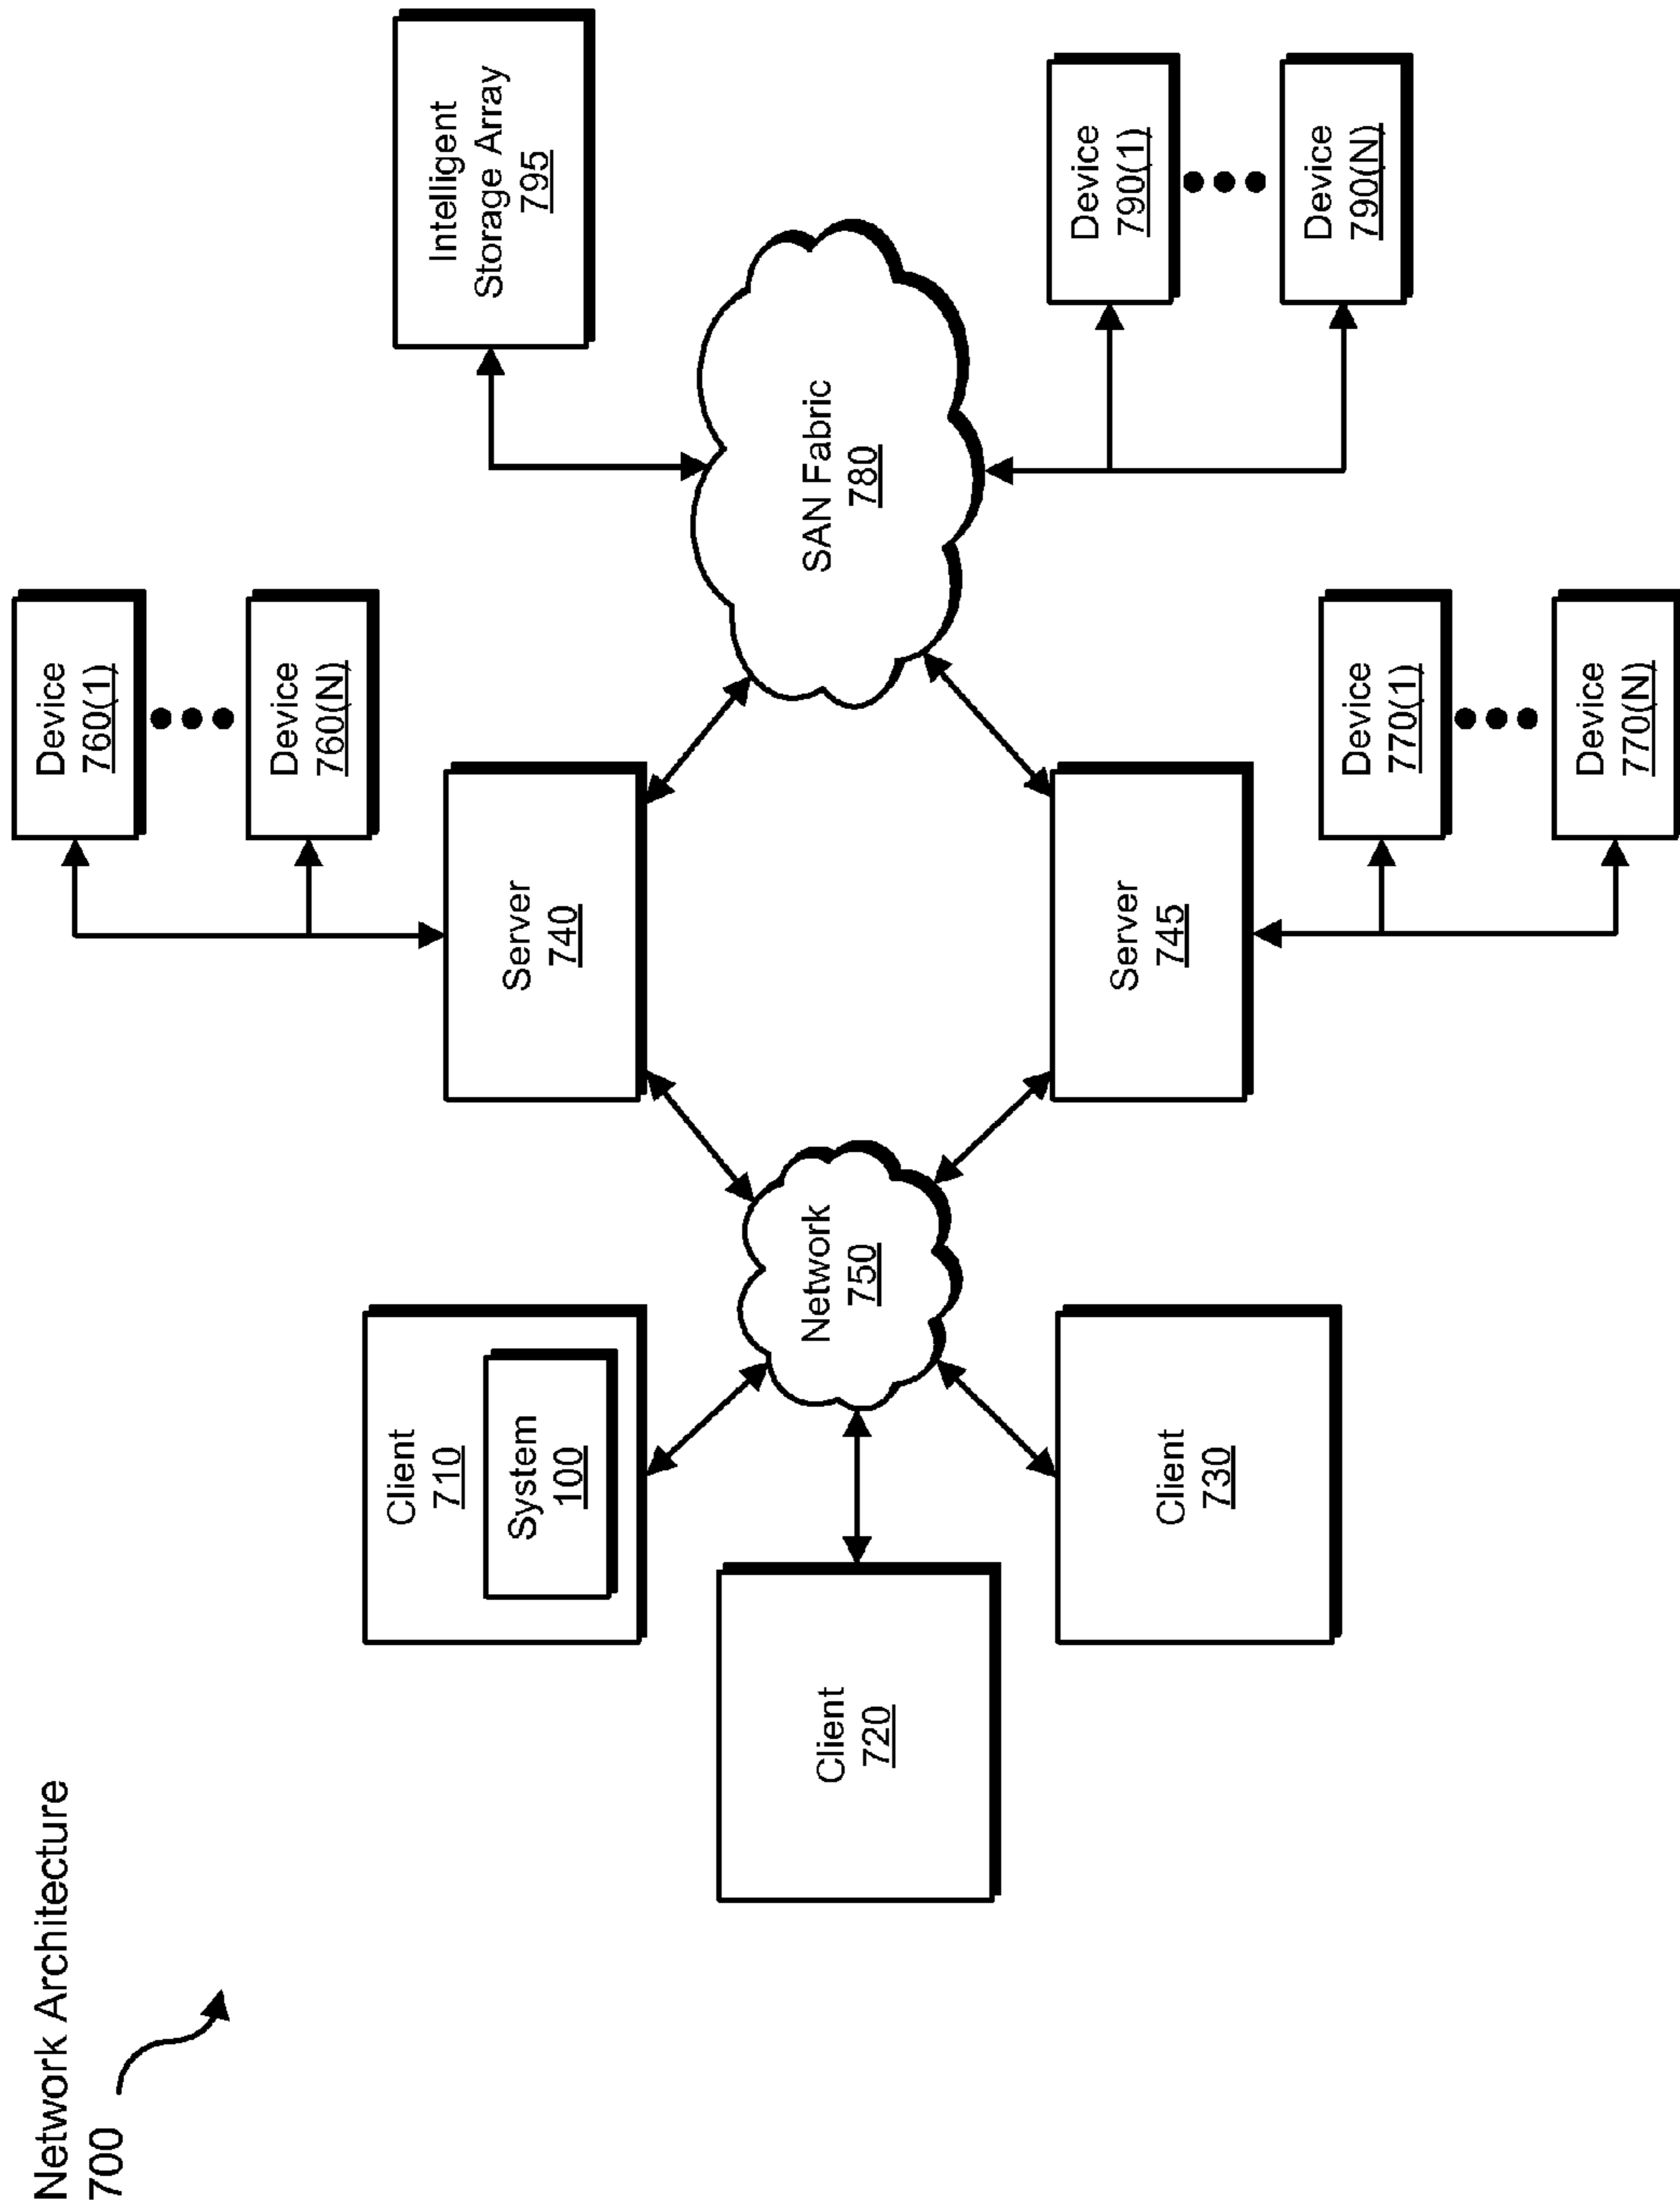 Network Architecture
700
Client
710
System
100
Client
720
Client
730
Network
750
Server
740
Server
745
Device
760(1)
Device
760(N)
Device
770(1)
Device
770(N)
SAN Fabric
780
Intelligent
Storage Array
795
Device
790(1)
Device
790(N)